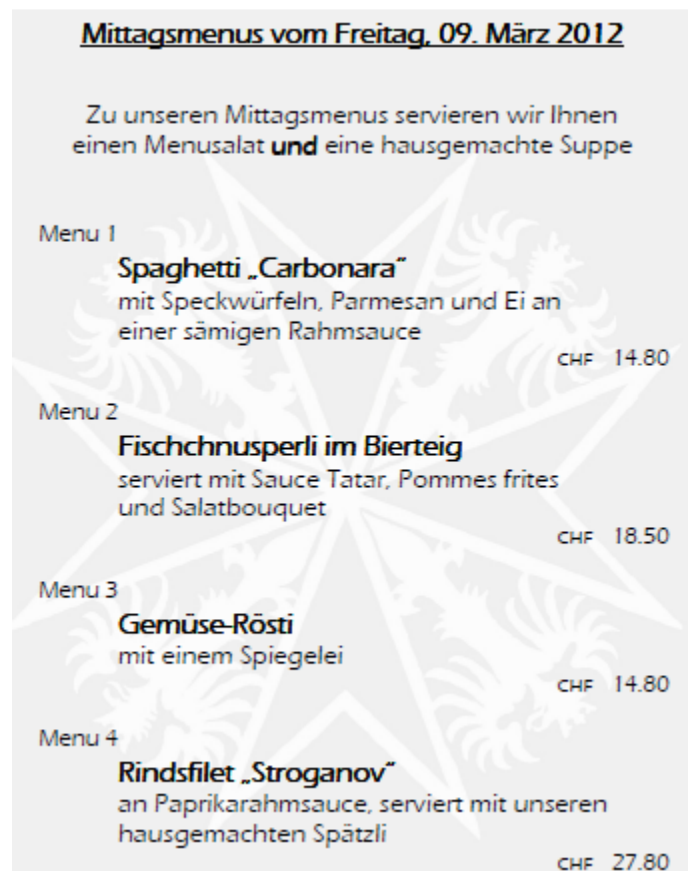 Mittagsmenus vom Freitag, 09. März 2012
Zu unseren Mittagsmenus servieren wir Ihnen
einen Menusalat und eine hausgemachte Suppe
Menu 1
Spaghetti „Carbonara“
mit Speckwürfeln, Parmesan und Ei an
einer sämigen Rahmsauce
CHF 14.80
Menu 2
Fischchnusperli im Bierteig
serviert mit Sauce Tatar, Pommes frites
und Salatbouquet
CHF 18.50
Menu 3
Gemüse-Rösti
mit einem Spiegelei
CHF 14.80
Menu 4
Rindsfilet „Stroganov“
an Paprikarahmsauce, serviert mit unseren
hausgemachten Spätzli
CHF 27.80